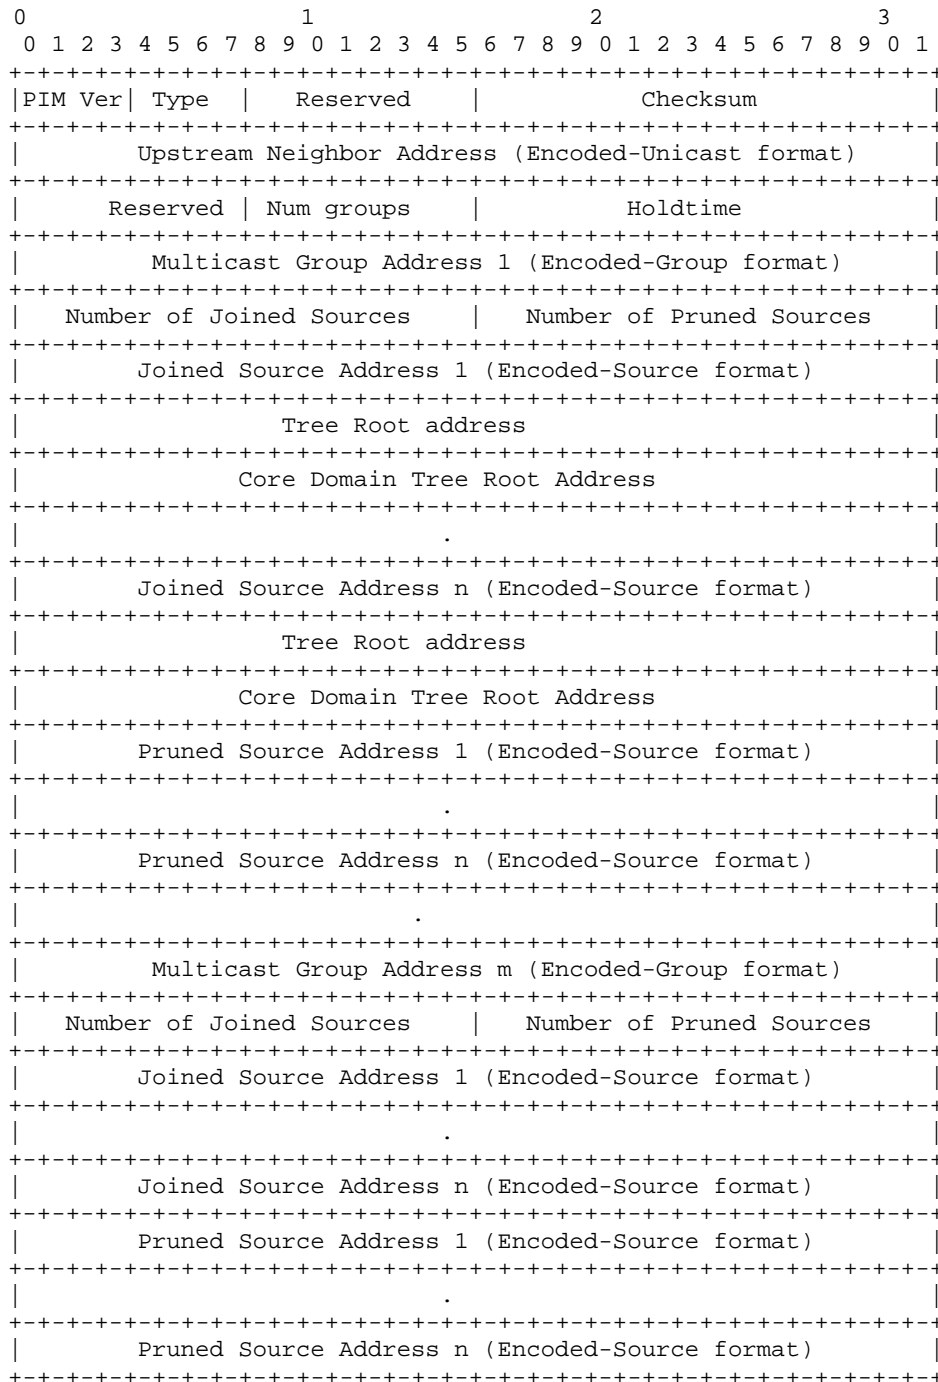 0                   1                   2                   3
 0 1 2 3 4 5 6 7 8 9 0 1 2 3 4 5 6 7 8 9 0 1 2 3 4 5 6 7 8 9 0 1
+-+-+-+-+-+-+-+-+-+-+-+-+-+-+-+-+-+-+-+-+-+-+-+-+-+-+-+-+-+-+-+-+
|PIM Ver| Type  |   Reserved    |           Checksum            |
+-+-+-+-+-+-+-+-+-+-+-+-+-+-+-+-+-+-+-+-+-+-+-+-+-+-+-+-+-+-+-+-+
|        Upstream Neighbor Address (Encoded-Unicast format)     |
+-+-+-+-+-+-+-+-+-+-+-+-+-+-+-+-+-+-+-+-+-+-+-+-+-+-+-+-+-+-+-+-+
|      Reserved | Num groups    |          Holdtime             |
+-+-+-+-+-+-+-+-+-+-+-+-+-+-+-+-+-+-+-+-+-+-+-+-+-+-+-+-+-+-+-+-+
|         Multicast Group Address 1 (Encoded-Group format)      |
+-+-+-+-+-+-+-+-+-+-+-+-+-+-+-+-+-+-+-+-+-+-+-+-+-+-+-+-+-+-+-+-+
|   Number of Joined Sources    |   Number of Pruned Sources    |
+-+-+-+-+-+-+-+-+-+-+-+-+-+-+-+-+-+-+-+-+-+-+-+-+-+-+-+-+-+-+-+-+
|        Joined Source Address 1 (Encoded-Source format)        |
+-+-+-+-+-+-+-+-+-+-+-+-+-+-+-+-+-+-+-+-+-+-+-+-+-+-+-+-+-+-+-+-+
|                  Tree Root address                            |
+-+-+-+-+-+-+-+-+-+-+-+-+-+-+-+-+-+-+-+-+-+-+-+-+-+-+-+-+-+-+-+-+
|               Core Domain Tree Root Address                   |
+-+-+-+-+-+-+-+-+-+-+-+-+-+-+-+-+-+-+-+-+-+-+-+-+-+-+-+-+-+-+-+-+
|                             .                                 |
+-+-+-+-+-+-+-+-+-+-+-+-+-+-+-+-+-+-+-+-+-+-+-+-+-+-+-+-+-+-+-+-+
|        Joined Source Address n (Encoded-Source format)        |
+-+-+-+-+-+-+-+-+-+-+-+-+-+-+-+-+-+-+-+-+-+-+-+-+-+-+-+-+-+-+-+-+
|                  Tree Root address                            |
+-+-+-+-+-+-+-+-+-+-+-+-+-+-+-+-+-+-+-+-+-+-+-+-+-+-+-+-+-+-+-+-+
|               Core Domain Tree Root Address                   |
+-+-+-+-+-+-+-+-+-+-+-+-+-+-+-+-+-+-+-+-+-+-+-+-+-+-+-+-+-+-+-+-+
|        Pruned Source Address 1 (Encoded-Source format)        |
+-+-+-+-+-+-+-+-+-+-+-+-+-+-+-+-+-+-+-+-+-+-+-+-+-+-+-+-+-+-+-+-+
|                             .                                 |
+-+-+-+-+-+-+-+-+-+-+-+-+-+-+-+-+-+-+-+-+-+-+-+-+-+-+-+-+-+-+-+-+
|        Pruned Source Address n (Encoded-Source format)        |
+-+-+-+-+-+-+-+-+-+-+-+-+-+-+-+-+-+-+-+-+-+-+-+-+-+-+-+-+-+-+-+-+
|                           .                                   |
+-+-+-+-+-+-+-+-+-+-+-+-+-+-+-+-+-+-+-+-+-+-+-+-+-+-+-+-+-+-+-+-+
|         Multicast Group Address m (Encoded-Group format)      |
+-+-+-+-+-+-+-+-+-+-+-+-+-+-+-+-+-+-+-+-+-+-+-+-+-+-+-+-+-+-+-+-+
|   Number of Joined Sources    |   Number of Pruned Sources    |
+-+-+-+-+-+-+-+-+-+-+-+-+-+-+-+-+-+-+-+-+-+-+-+-+-+-+-+-+-+-+-+-+
|        Joined Source Address 1 (Encoded-Source format)        |
+-+-+-+-+-+-+-+-+-+-+-+-+-+-+-+-+-+-+-+-+-+-+-+-+-+-+-+-+-+-+-+-+
|                             .                                 |
+-+-+-+-+-+-+-+-+-+-+-+-+-+-+-+-+-+-+-+-+-+-+-+-+-+-+-+-+-+-+-+-+
|        Joined Source Address n (Encoded-Source format)        |
+-+-+-+-+-+-+-+-+-+-+-+-+-+-+-+-+-+-+-+-+-+-+-+-+-+-+-+-+-+-+-+-+
|        Pruned Source Address 1 (Encoded-Source format)        |
+-+-+-+-+-+-+-+-+-+-+-+-+-+-+-+-+-+-+-+-+-+-+-+-+-+-+-+-+-+-+-+-+
|                             .                                 |
+-+-+-+-+-+-+-+-+-+-+-+-+-+-+-+-+-+-+-+-+-+-+-+-+-+-+-+-+-+-+-+-+
|        Pruned Source Address n (Encoded-Source format)        |
+-+-+-+-+-+-+-+-+-+-+-+-+-+-+-+-+-+-+-+-+-+-+-+-+-+-+-+-+-+-+-+-+